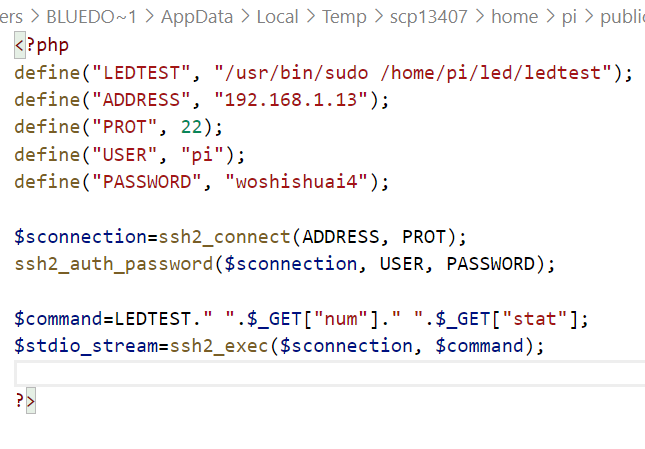 ers > BLUEDO~1 > AppData > Local > Temp > scp13407 > home > pi > public
<?php
define("LEDTEST", "/usr/bin/sudo /home/pi/led/ledtest");
define("ADDRESS", "192.168.1.13");
define("PROT", 22);
define("USER", "pi");
define("PASSWORD", "woshishuai4");
$sconnection=ssh2_connect(ADDRESS, PROT);
ssh2_auth_password($sconnection, USER, PASSWORD);
$command=LEDTEST." ".$_GET["num"]." ".$_GET["stat"];
$stdio_stream=ssh2_exec($sconnection, $command);
?>